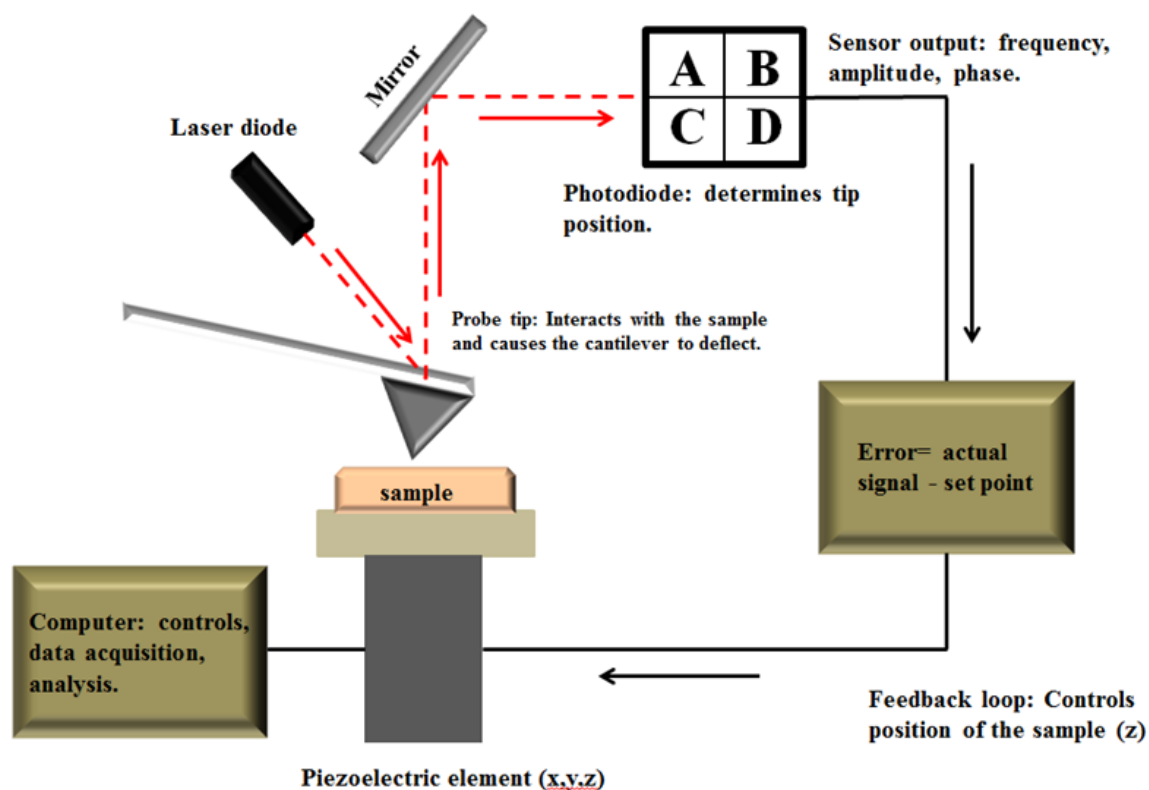 Mirror
Laser diode
A B
C D
Sensor output: frequency,
amplitude, phase.
Photodiode: determines tip
position.
Probe tip: Interacts with the sample
and causes the cantilever to deflect.
Error= actual
signal - set point
sample
Computer: controls,
data acquisition,
analysis.
Feedback loop: Controls
position of the sample (z)
Piezoelectric element (x,y,z)